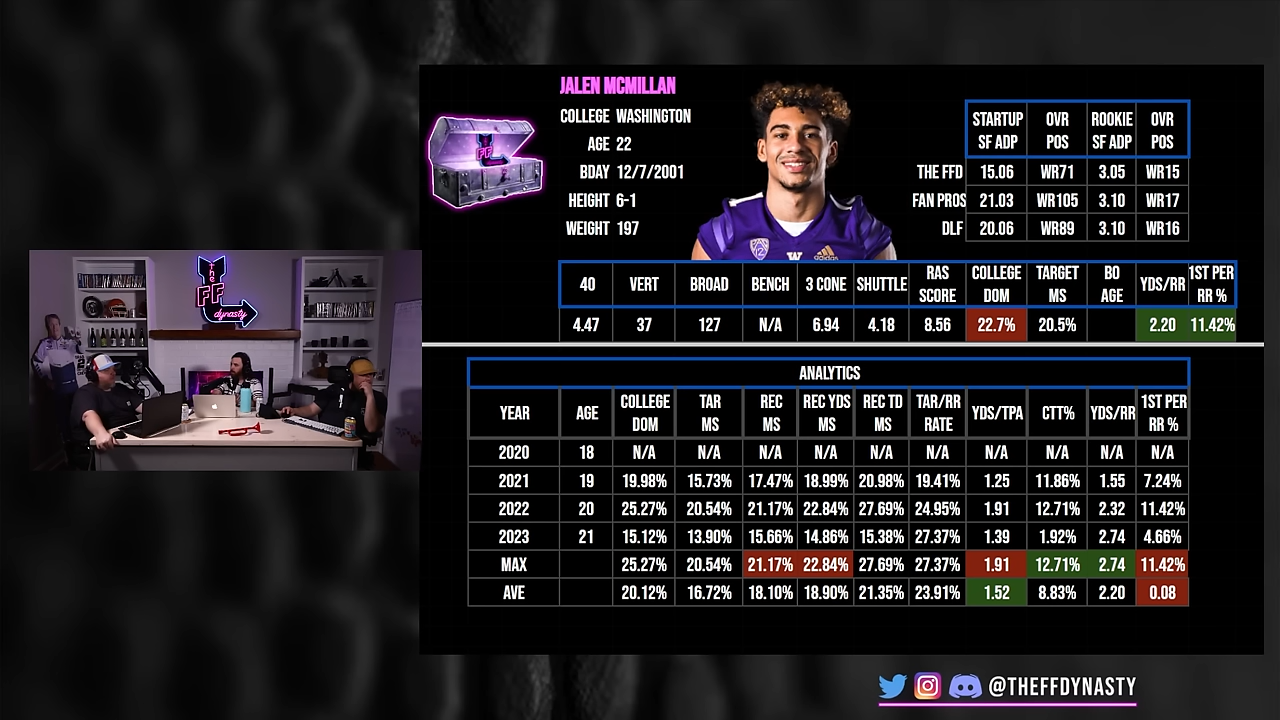 JALEN MCMILLAN
COLLEGE WASHINGTON
AGE 22
BDAY 12/7/2001
HEIGHT 6-1
WEIGHT 197
FF
W
adidas
STARTUP SF ADP OVR POS ROOKIE SF ADP OVR POS
THE FFD 15.06 WR71 3.05 WR15
FAN PROS 21.03 WR105 3.10 WR17
DLF 20.06 WR89 3.10 WR16
40 VERT BROAD BENCH 3 CONE SHUTTLE RAS SCORE COLLEGE DOM TARGET MS BO AGE YDS/RR 1ST PER RR %
4.47 37 127 N/A 6.94 4.18 8.56 22.7% 20.5% 2.20 11.42%
the
FF
dynasty
ANALYTICS
YEAR AGE COLLEGE DOM TAR MS REC MS REC YDS MS REC TD MS TAR/RR RATE YDS/TPA CTT% YDS/RR 1ST PER RR %
2020 18 N/A N/A N/A N/A N/A N/A N/A N/A N/A N/A
2021 19 19.98% 15.73% 17.47% 18.99% 20.98% 19.41% 1.25 11.86% 1.55 7.24%
2022 20 25.27% 20.54% 21.17% 22.84% 27.69% 24.95% 1.91 12.71% 2.32 11.42%
2023 21 15.12% 13.90% 15.66% 14.86% 15.38% 27.37% 1.39 1.92% 2.74 4.66%
MAX 25.27% 20.54% 21.17% 22.84% 27.69% 27.37% 1.91 12.71% 2.74 11.42%
AVE 20.12% 16.72% 18.10% 18.90% 21.35% 23.91% 1.52 8.83% 2.20 0.08
@THEFFDYNASTY